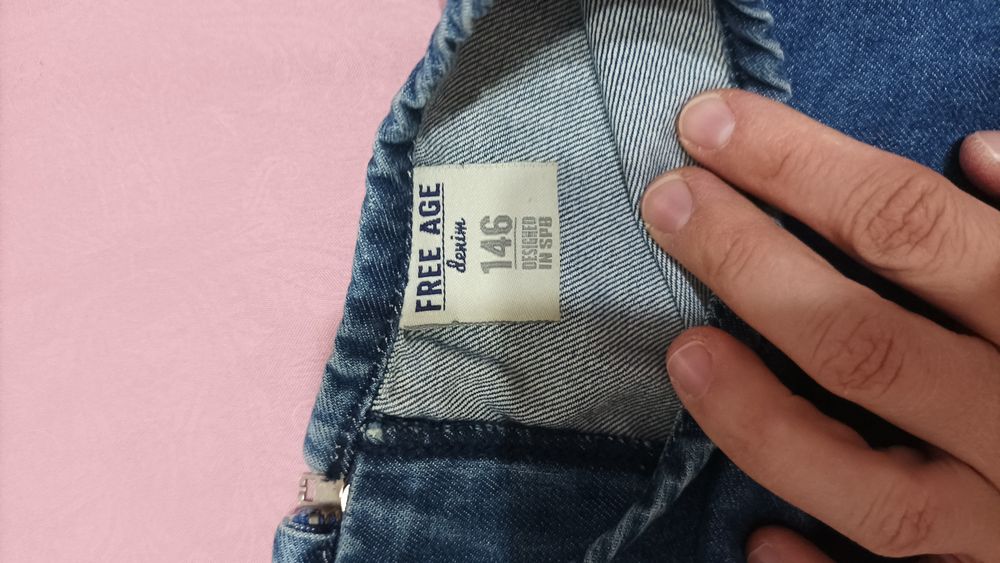 FREE AGE
denim
146
DESIGNED
IN SPB